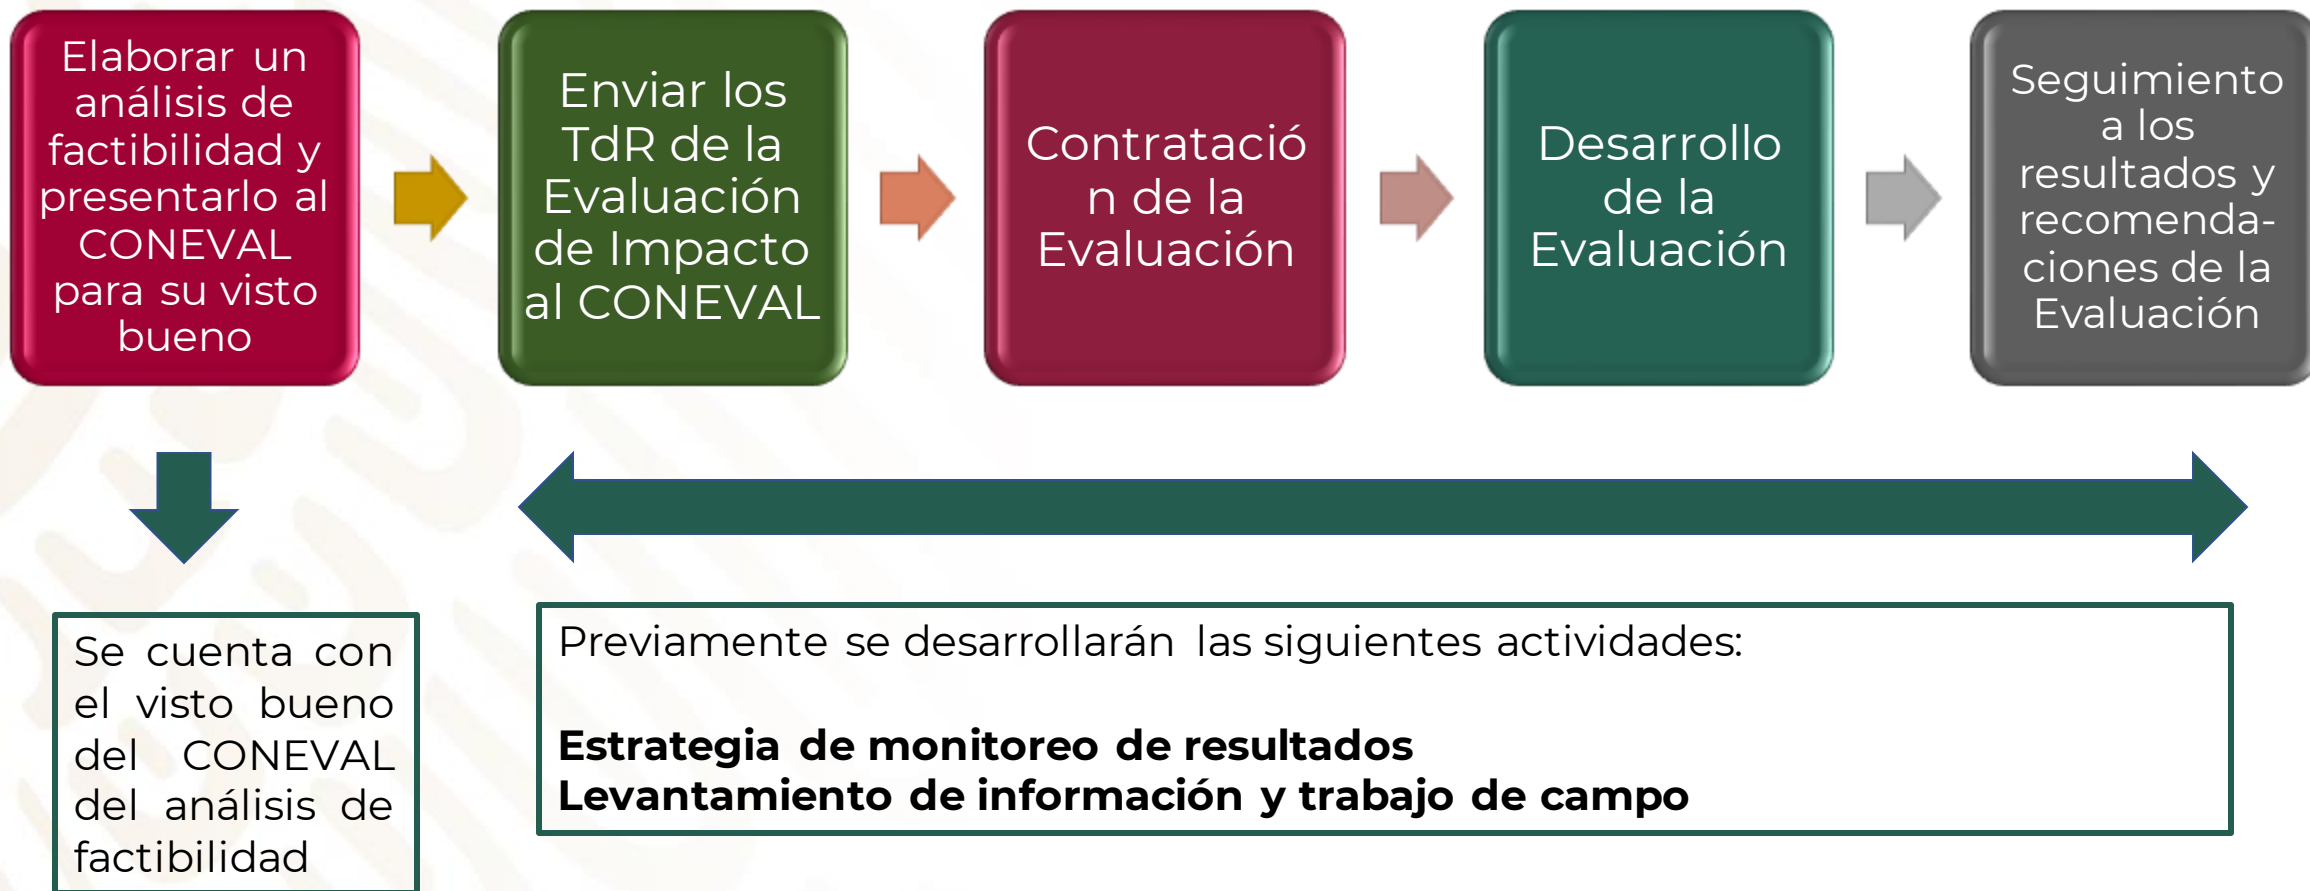 Elaborar un
análisis de
factibilidad y
presentarlo al
CONEVAL
para su visto
bueno
Enviar los
TdR de la
Evaluación
de Impacto
al CONEVAL
Contratació
n de la
Evaluación
Desarrollo
de la
Evaluación
Seguimiento
a los
resultados y
recomenda-
ciones de la
Evaluación
Se cuenta con
el visto bueno
del CONEVAL
del análisis de
factibilidad
Previamente se desarrollarán las siguientes actividades:
Estrategia de monitoreo de resultados
Levantamiento de información y trabajo de campo